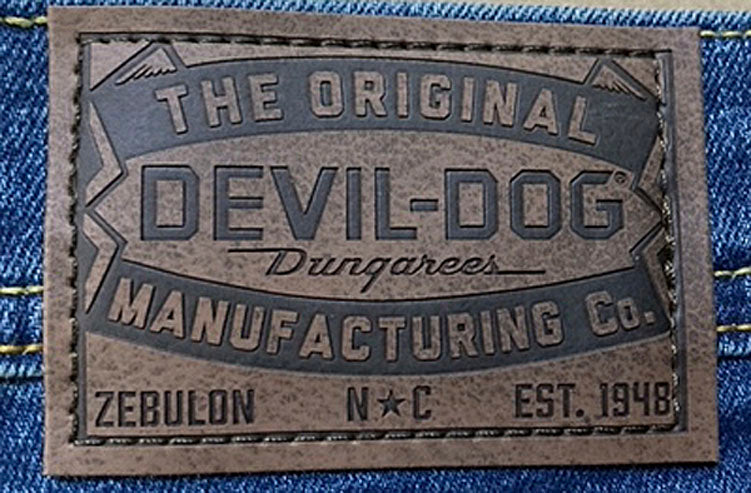 THE ORIGINAL
DEVIL-DOG®
Dungarees
MANUFACTURING Co.
ZEBULON N★C EST. 1948